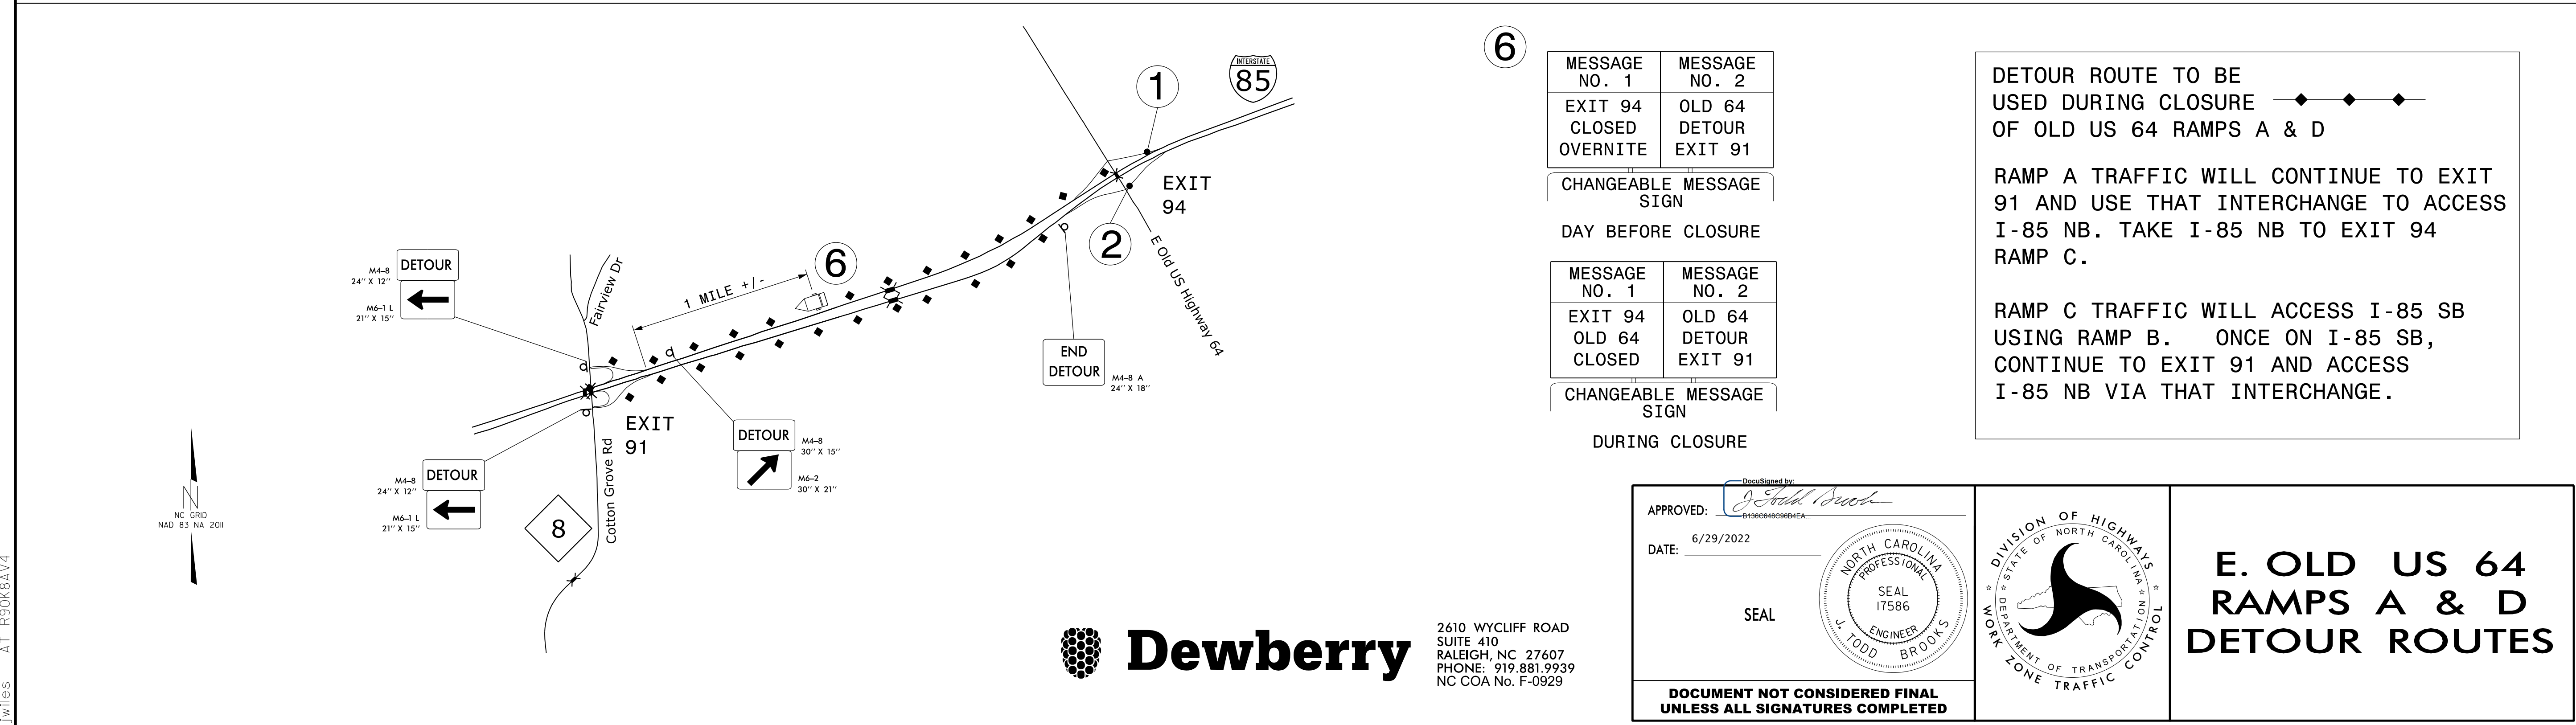 INTERSTATE
85
1
2
EXIT
94
E Old US Highway 64
6
1 MILE +/-
Fairview Dr
DETOUR
M4-8
24'' X 12''
M6-1 L
21'' X 15''
END
DETOUR
M4-8 A
24'' X 18''
EXIT
91
DETOUR
M4-8
30'' X 15''
M6-2
30'' X 21''
DETOUR
M4-8
24'' X 12''
M6-1 L
21'' X 15''
8
Cotton Grove Rd
N
NC GRID
NAD 83 NA 2011
jwiles AT R90K8AV4
6
MESSAGE NO. 1
MESSAGE NO. 2
EXIT 94 OLD 64
CLOSED DETOUR
OVERNITE EXIT 91
CHANGEABLE MESSAGE
SIGN
DAY BEFORE CLOSURE
MESSAGE NO. 1
MESSAGE NO. 2
EXIT 94 OLD 64
OLD 64 DETOUR
CLOSED EXIT 91
CHANGEABLE MESSAGE
SIGN
DURING CLOSURE
DETOUR ROUTE TO BE
USED DURING CLOSURE
OF OLD US 64 RAMPS A & D
RAMP A TRAFFIC WILL CONTINUE TO EXIT
91 AND USE THAT INTERCHANGE TO ACCESS
I-85 NB. TAKE I-85 NB TO EXIT 94
RAMP C.
RAMP C TRAFFIC WILL ACCESS I-85 SB
USING RAMP B. ONCE ON I-85 SB,
CONTINUE TO EXIT 91 AND ACCESS
I-85 NB VIA THAT INTERCHANGE.
Dewberry
2610 WYCLIFF ROAD
SUITE 410
RALEIGH, NC 27607
PHONE: 919.881.9939
NC COA No. F-0929
DocuSigned by:
J Todd Brooks
APPROVED:
B136C648C96B4EA...
DATE: 6/29/2022
SEAL
NORTH CAROLINA
PROFESSIONAL
SEAL
17586
ENGINEER
J. TODD BROOKS
DOCUMENT NOT CONSIDERED FINAL
UNLESS ALL SIGNATURES COMPLETED
DIVISION OF HIGHWAYS
STATE OF NORTH CAROLINA
DEPARTMENT OF TRANSPORTATION
WORK ZONE TRAFFIC CONTROL
E. OLD US 64
RAMPS A & D
DETOUR ROUTES